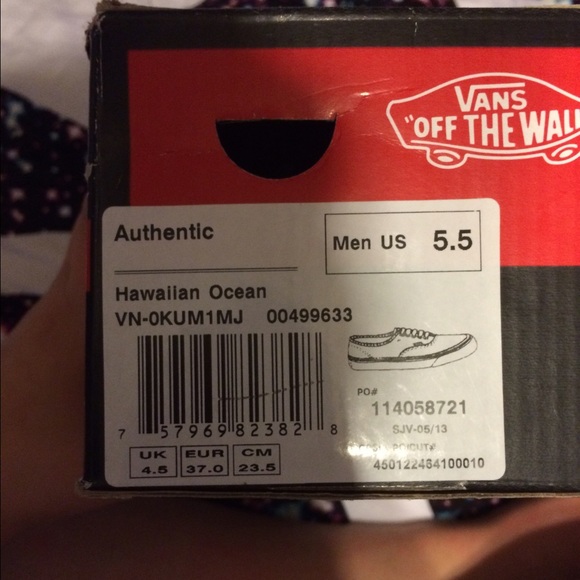 VANS
"OFF THE WALL
Authentic
Men US 5.5
Hawaiian Ocean
VN-0KUM1MJ 00499633
PO#
114058721
SJV-06/13
7 57969 82382 8
UK EUR CM
4.5 37.0 23.5
450122464100010